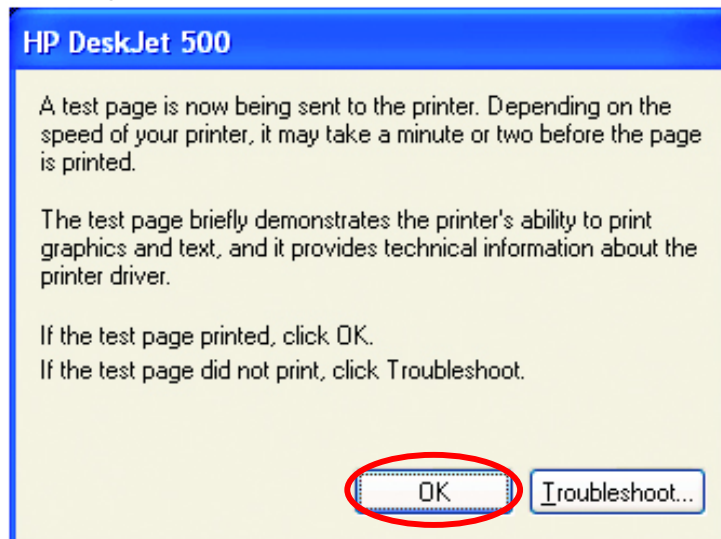 HP DeskJet 500
A test page is now being sent to the printer. Depending on the
speed of your printer, it may take a minute or two before the page
is printed.
The test page briefly demonstrates the printer's ability to print
graphics and text, and it provides technical information about the
printer driver.
If the test page printed, click OK.
If the test page did not print, click Troubleshoot.
OK Troubleshoot...